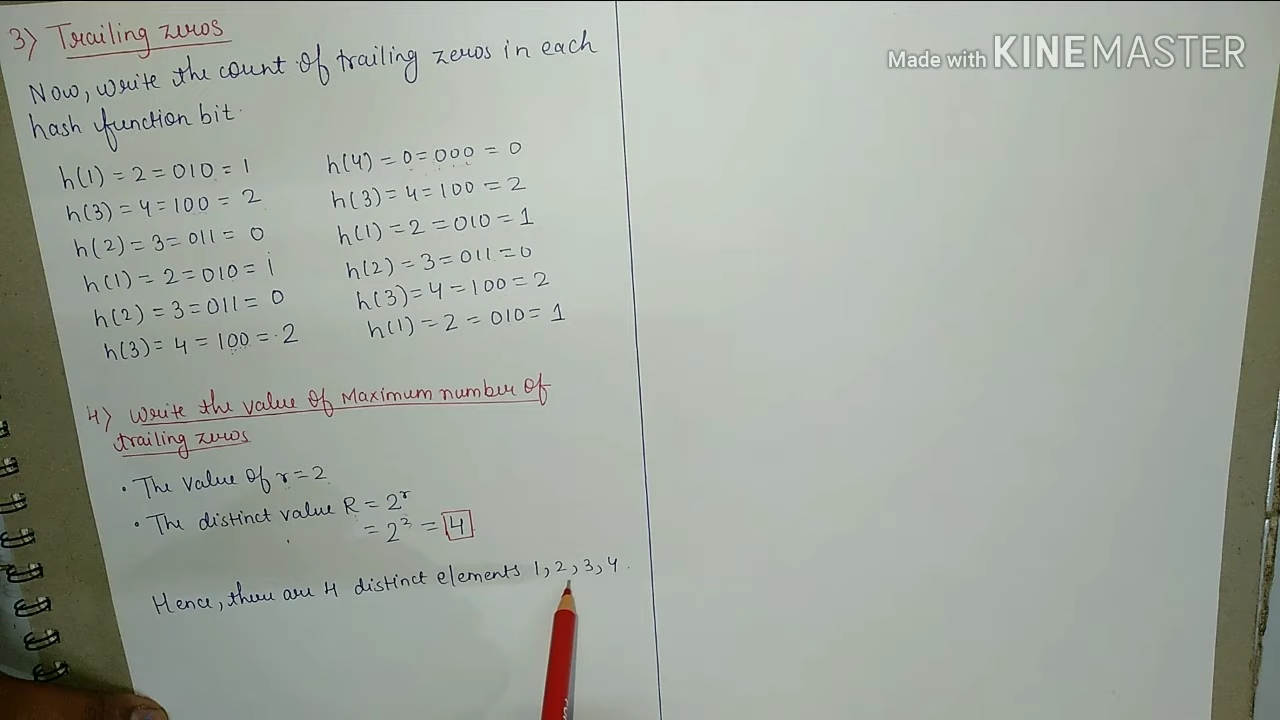 3) Trailing zeros
Now, write the count of trailing zeros in each
hash function bit.
h(1) = 2 = 010 = 1
h(3) = 4 = 100 = 2
h(2) = 3 = 011 = 0
h(1) = 2 = 010 = 1
h(2) = 3 = 011 = 0
h(3) = 4 = 100 = 2
h(4) = 0 = 000 = 0
h(3) = 4 = 100 = 2
h(1) = 2 = 010 = 1
h(2) = 3 = 011 = 0
h(3) = 4 = 100 = 2
h(1) = 2 = 010 = 1
4) Write the value of Maximum number of
trailing zeros
• The value of r = 2
• The distinct value R = 2^r
= 2^2 = 4
Hence, there are 4 distinct elements 1, 2, 3, 4.
Made with KINEMASTER